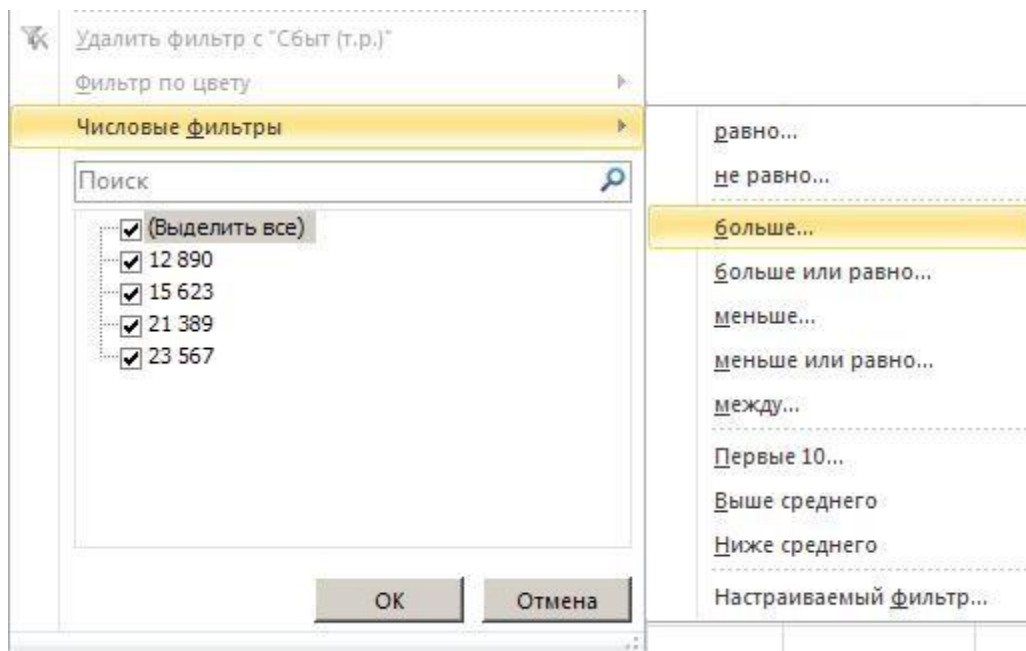 Удалить фильтр с "Сбыт (т.р.)"
Фильтр по цвету
Числовые фильтры
Поиск
(Выделить все)
12 890
15 623
21 389
23 567
ОК
Отмена
равно...
не равно...
больше...
больше или равно...
меньше...
меньше или равно...
между...
Первые 10...
Выше среднего
Ниже среднего
Настраиваемый фильтр...